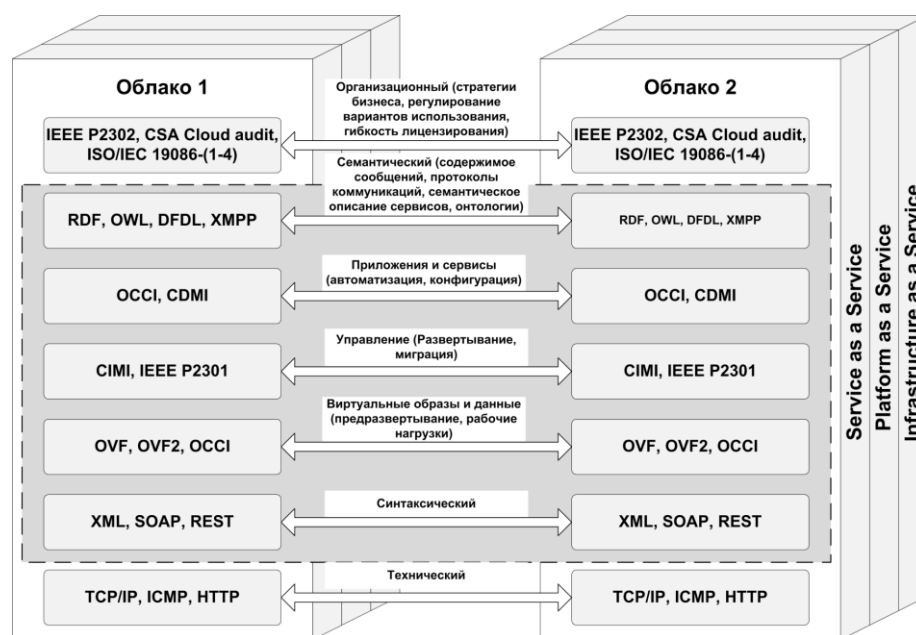 Облако 1
Облако 2
Организационный (стратегии
бизнеса, регулирование
вариантов использования,
гибкость лицензирования)
IEEE P2302, CSA Cloud audit,
ISO/IEC 19086-(1-4)
IEEE P2302, CSA Cloud audit,
ISO/IEC 19086-(1-4)
Семантический (содержимое
сообщений, протоколы
коммуникаций, семантическое
описание сервисов, онтологии)
RDF, OWL, DFDL, XMPP
RDF, OWL, DFDL, XMPP
Приложения и сервисы
(автоматизация, конфигурация)
OCCI, CDMI
OCCI, CDMI
Управление (Развертывание,
миграция)
CIMI, IEEE P2301
CIMI, IEEE P2301
Виртуальные образы и данные
(предразвертывание, рабочие
нагрузки)
OVF, OVF2, OCCI
OVF, OVF2, OCCI
Синтаксический
XML, SOAP, REST
XML, SOAP, REST
Технический
TCP/IP, ICMP, HTTP
TCP/IP, ICMP, HTTP
Service as a Service
Platform as a Service
Infrastructure as a Service